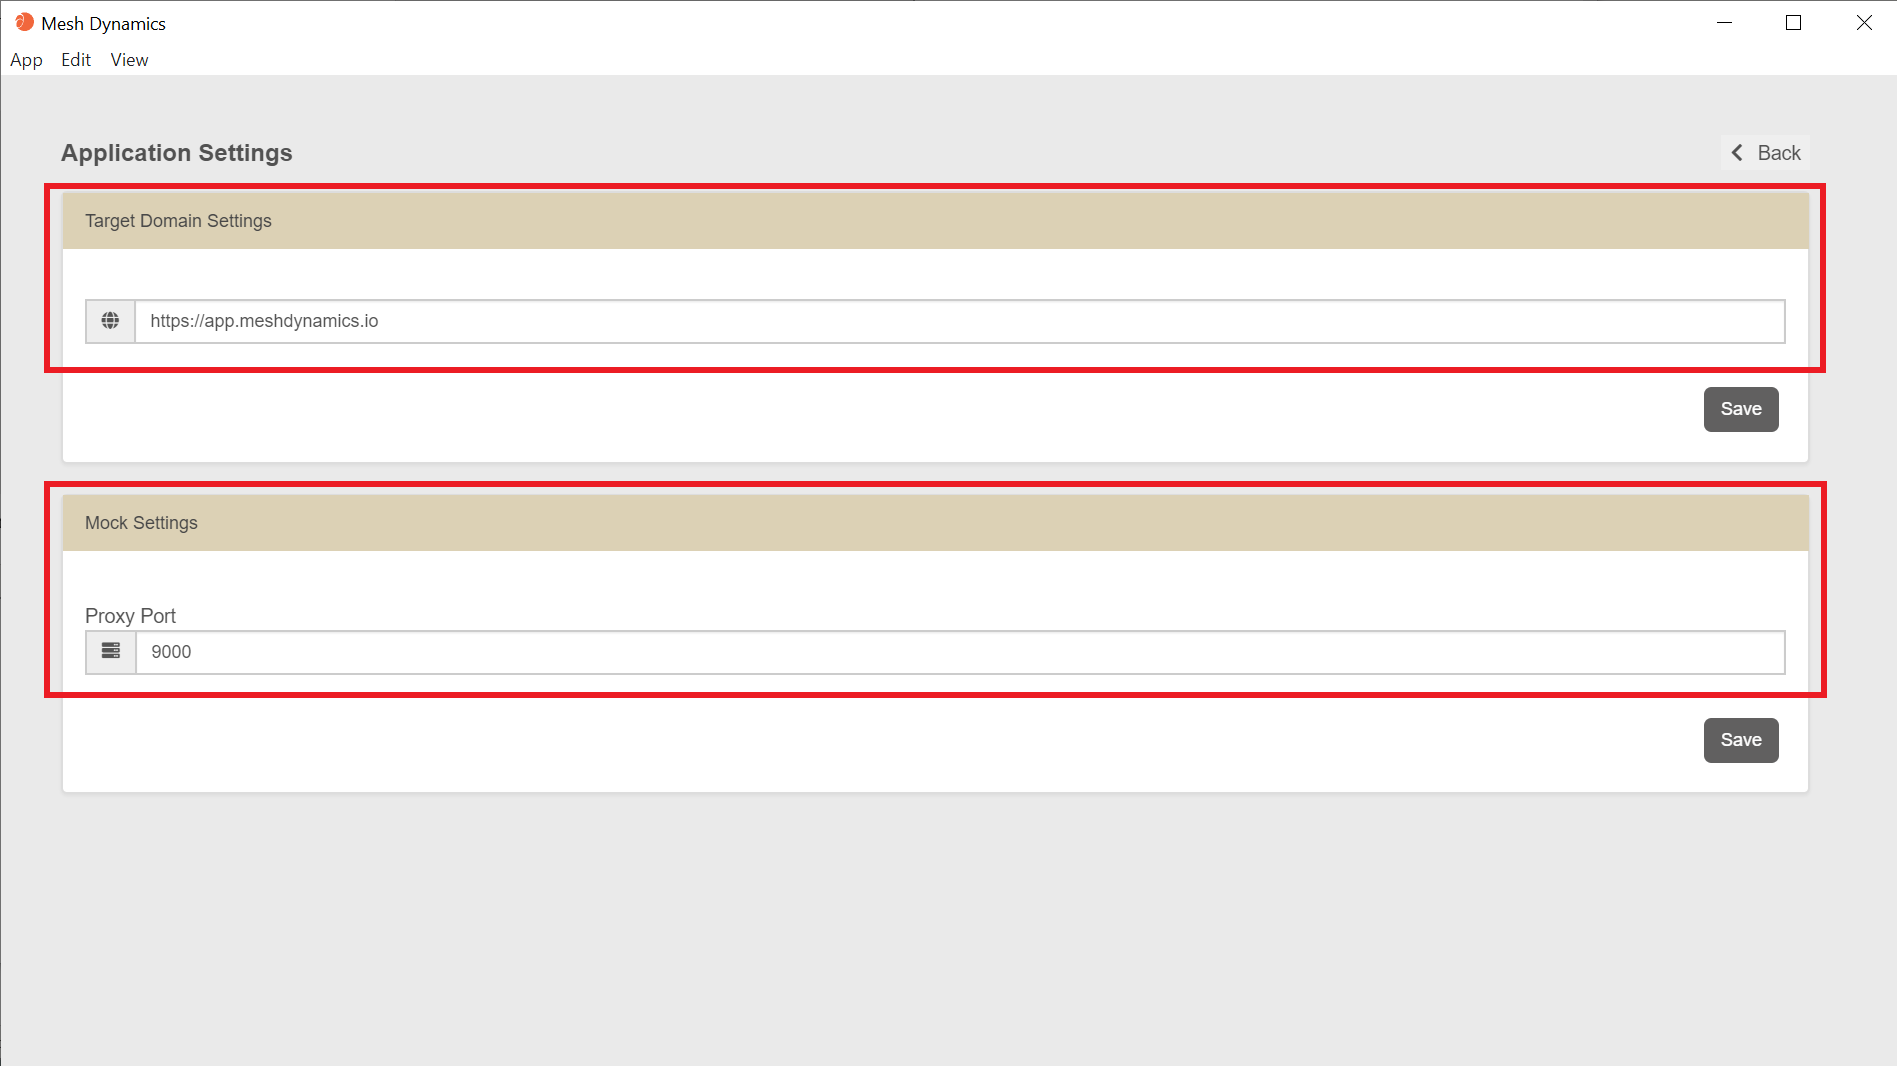 Mesh Dynamics
App Edit View
Application Settings
Back
Target Domain Settings
https://app.meshdynamics.io
Save
Mock Settings
Proxy Port
9000
Save